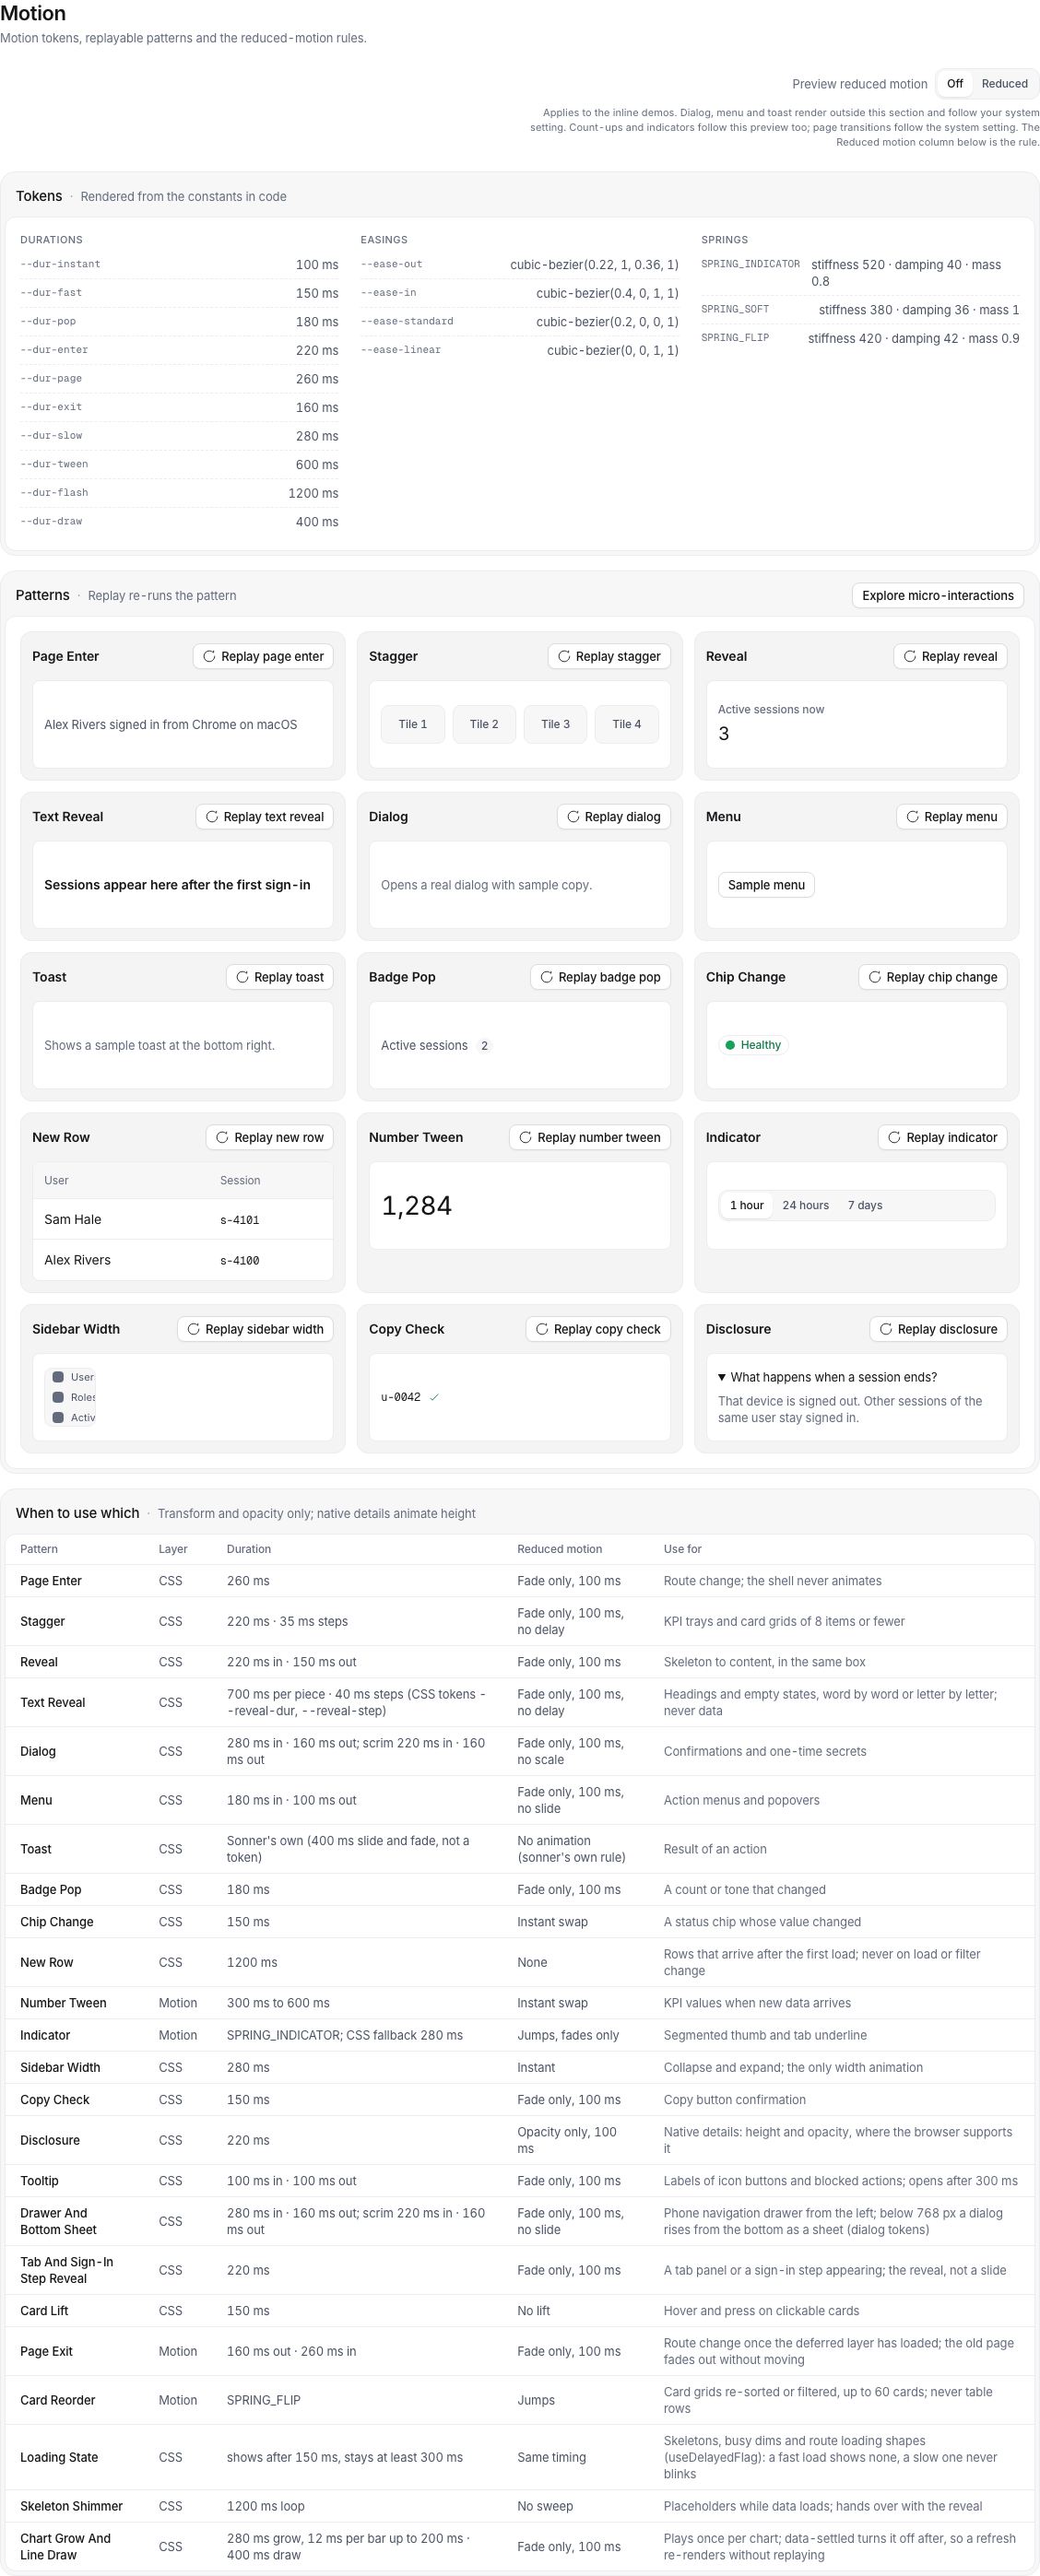 Motion
Motion tokens, replayable patterns and the reduced-motion rules.
Preview reduced motion Off Reduced
Applies to the inline demos. Dialog, menu and toast render outside this section and follow your system
setting. Count-ups and indicators follow this preview too; page transitions follow the system setting. The
Reduced motion column below is the rule.
Tokens · Rendered from the constants in code
DURATIONS
--dur-instant 100 ms
--dur-fast 150 ms
--dur-pop 180 ms
--dur-enter 220 ms
--dur-page 260 ms
--dur-exit 160 ms
--dur-slow 280 ms
--dur-tween 600 ms
--dur-flash 1200 ms
--dur-draw 400 ms
EASINGS
--ease-out cubic-bezier(0.22, 1, 0.36, 1)
--ease-in cubic-bezier(0.4, 0, 1, 1)
--ease-standard cubic-bezier(0.2, 0, 0, 1)
--ease-linear cubic-bezier(0, 0, 1, 1)
SPRINGS
SPRING_INDICATOR stiffness 520 · damping 40 · mass
0.8
SPRING_SOFT stiffness 380 · damping 36 · mass 1
SPRING_FLIP stiffness 420 · damping 42 · mass 0.9
Patterns · Replay re-runs the pattern
Explore micro-interactions
Page Enter Replay page enter
Alex Rivers signed in from Chrome on macOS
Stagger Replay stagger
Tile 1 Tile 2 Tile 3 Tile 4
Reveal Replay reveal
Active sessions now
3
Text Reveal Replay text reveal
Sessions appear here after the first sign-in
Dialog Replay dialog
Opens a real dialog with sample copy.
Menu Replay menu
Sample menu
Toast Replay toast
Shows a sample toast at the bottom right.
Badge Pop Replay badge pop
Active sessions 2
Chip Change Replay chip change
Healthy
New Row Replay new row
User Session
Sam Hale s-4101
Alex Rivers s-4100
Number Tween Replay number tween
1,284
Indicator Replay indicator
1 hour 24 hours 7 days
Sidebar Width Replay sidebar width
User
Roles
Activ
Copy Check Replay copy check
u-0042
Disclosure Replay disclosure
What happens when a session ends?
That device is signed out. Other sessions of the
same user stay signed in.
When to use which · Transform and opacity only; native details animate height
Pattern Layer Duration Reduced motion Use for
Page Enter CSS 260 ms Fade only, 100 ms Route change; the shell never animates
Stagger CSS 220 ms · 35 ms steps Fade only, 100 ms,
no delay KPI trays and card grids of 8 items or fewer
Reveal CSS 220 ms in · 150 ms out Fade only, 100 ms Skeleton to content, in the same box
Text Reveal CSS 700 ms per piece · 40 ms steps (CSS tokens -
-reveal-dur, --reveal-step) Fade only, 100 ms,
no delay Headings and empty states, word by word or letter by letter;
never data
Dialog CSS 280 ms in · 160 ms out; scrim 220 ms in · 160
ms out Fade only, 100 ms,
no scale Confirmations and one-time secrets
Menu CSS 180 ms in · 100 ms out Fade only, 100 ms,
no slide Action menus and popovers
Toast CSS Sonner's own (400 ms slide and fade, not a
token) No animation
(sonner's own rule) Result of an action
Badge Pop CSS 180 ms Fade only, 100 ms A count or tone that changed
Chip Change CSS 150 ms Instant swap A status chip whose value changed
New Row CSS 1200 ms None Rows that arrive after the first load; never on load or filter
change
Number Tween Motion 300 ms to 600 ms Instant swap KPI values when new data arrives
Indicator Motion SPRING_INDICATOR; CSS fallback 280 ms Jumps, fades only Segmented thumb and tab underline
Sidebar Width CSS 280 ms Instant Collapse and expand; the only width animation
Copy Check CSS 150 ms Fade only, 100 ms Copy button confirmation
Disclosure CSS 220 ms Opacity only, 100
ms Native details: height and opacity, where the browser supports
it
Tooltip CSS 100 ms in · 100 ms out Fade only, 100 ms Labels of icon buttons and blocked actions; opens after 300 ms
Drawer And
Bottom Sheet CSS 280 ms in · 160 ms out; scrim 220 ms in · 160
ms out Fade only, 100 ms,
no slide Phone navigation drawer from the left; below 768 px a dialog
rises from the bottom as a sheet (dialog tokens)
Tab And Sign-In
Step Reveal CSS 220 ms Fade only, 100 ms A tab panel or a sign-in step appearing; the reveal, not a slide
Card Lift CSS 150 ms No lift Hover and press on clickable cards
Page Exit Motion 160 ms out · 260 ms in Fade only, 100 ms Route change once the deferred layer has loaded; the old page
fades out without moving
Card Reorder Motion SPRING_FLIP Jumps Card grids re-sorted or filtered, up to 60 cards; never table
rows
Loading State CSS shows after 150 ms, stays at least 300 ms Same timing Skeletons, busy dims and route loading shapes
(useDelayedFlag): a fast load shows none, a slow one never
blinks
Skeleton Shimmer CSS 1200 ms loop No sweep Placeholders while data loads; hands over with the reveal
Chart Grow And
Line Draw CSS 280 ms grow, 12 ms per bar up to 200 ms ·
400 ms draw Fade only, 100 ms Plays once per chart; data-settled turns it off after, so a refresh
re-renders without replaying